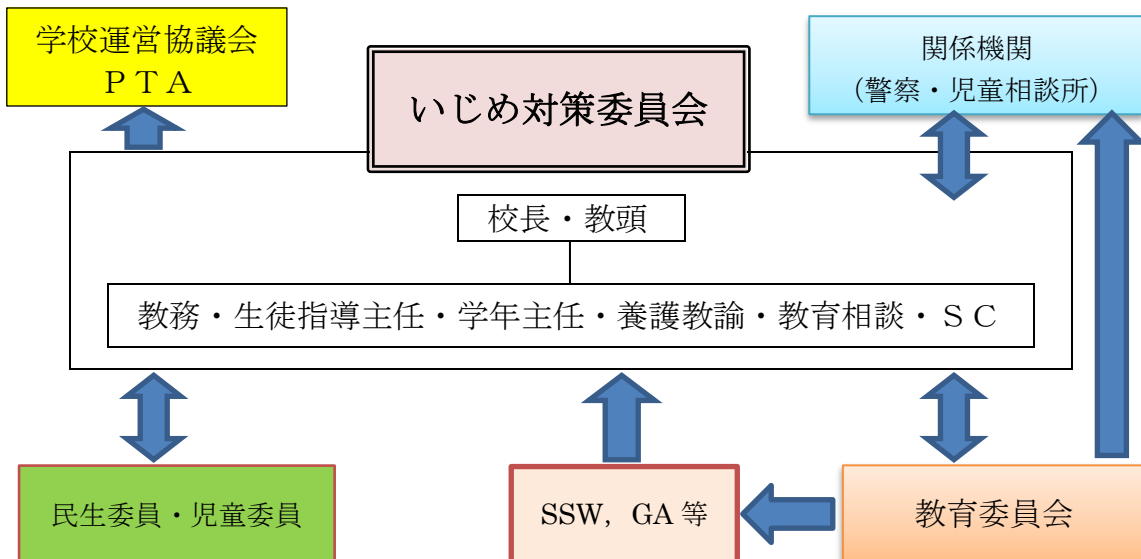 学校運営協議会
ＰＴＡ
いじめ対策委員会
関係機関
（警察・児童相談所）
校長・教頭
教務・生徒指導主任・学年主任・養護教諭・教育相談・ＳＣ
民生委員・児童委員
SSW，GA 等
教育委員会